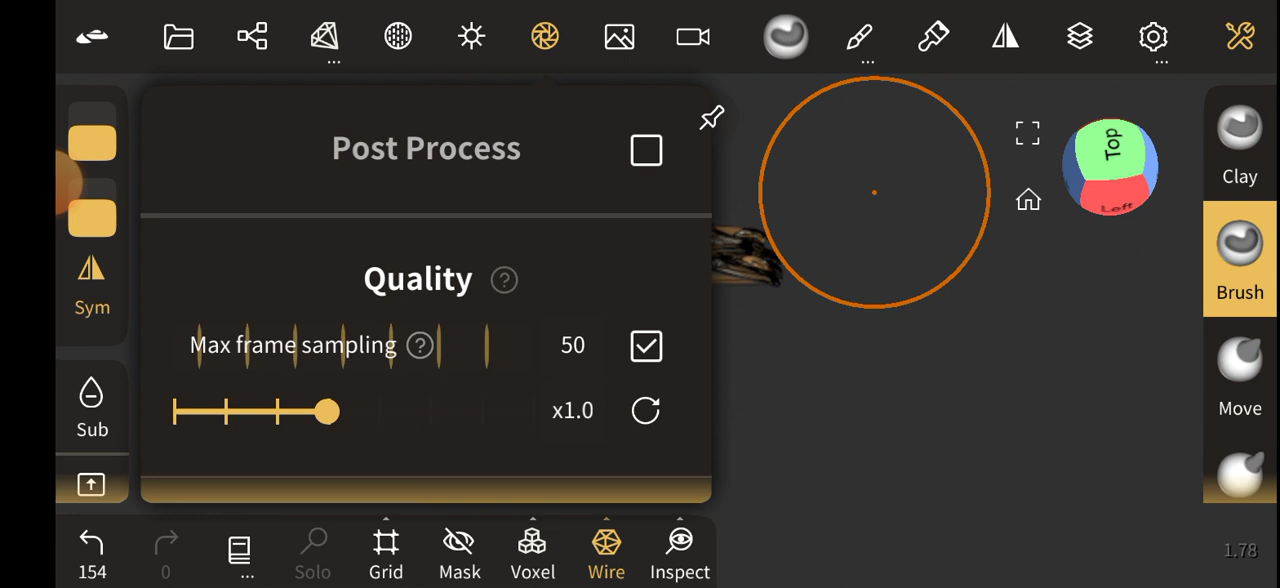 ...
...
...
Top
Left
Post Process
Clay
Quality ?
Brush
Sym
Max frame sampling ? 50
x1.0
Move
Sub
154
0
...
Solo
Grid
Mask
Voxel
Wire
Inspect
1.78